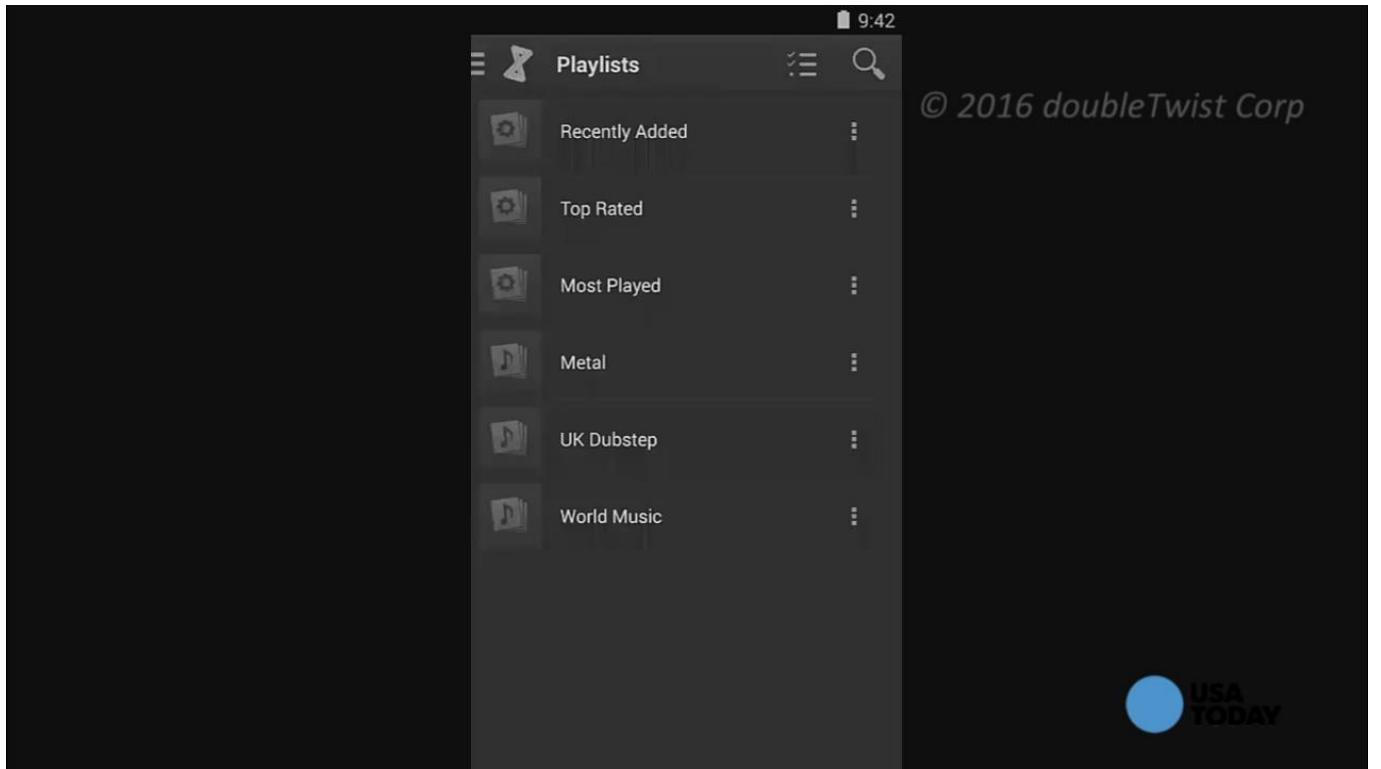 9:42
Playlists
© 2016 doubleTwist Corp
Recently Added
Top Rated
Most Played
Metal
UK Dubstep
World Music
USA
TODAY